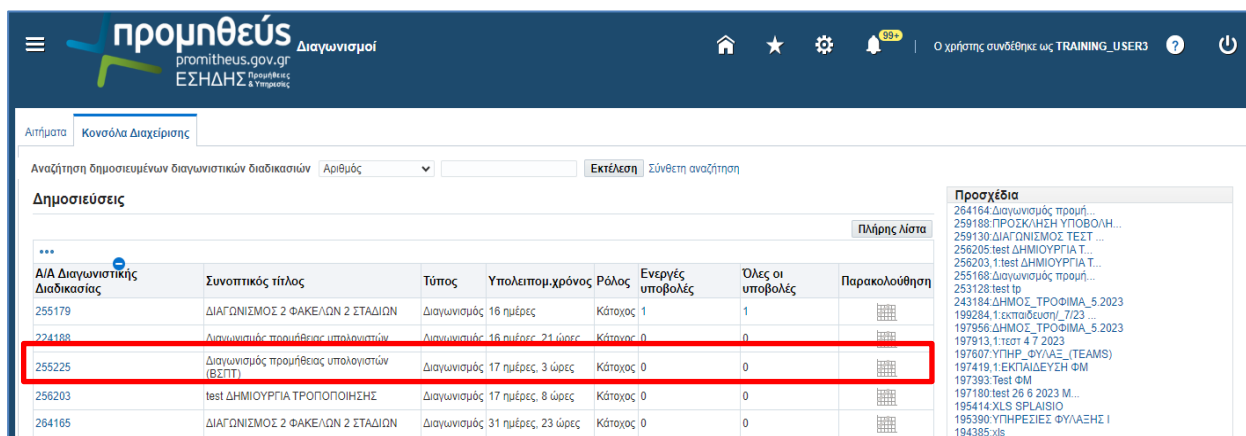 προμηθεύς
promitheus.gov.gr
ΕΣΗΔΗΣ Προμήθειες & Υπηρεσίες
Διαγωνισμοί
99+
Ο χρήστης συνδέθηκε ως TRAINING_USER3
?
Αιτήματα Κονσόλα Διαχείρισης
Αναζήτηση δημοσιευμένων διαγωνιστικών διαδικασιών Αριθμός Εκτέλεση Σύνθετη αναζήτηση
Δημοσιεύσεις
Πλήρης Λίστα
Α/Α Διαγωνιστικής Διαδικασίας Συνοπτικός τίτλος Τύπος Υπολειπομ.χρόνος Ρόλος Ενεργές υποβολές Όλες οι υποβολές Παρακολούθηση
255179 ΔΙΑΓΩΝΙΣΜΟΣ 2 ΦΑΚΕΛΩΝ 2 ΣΤΑΔΙΩΝ Διαγωνισμός 16 ημέρες Κάτοχος 1 1
224188 Διαγωνισμός προμήθειας υπολογιστών Διαγωνισμός 16 ημέρες, 21 ώρες Κάτοχος 0 0
255225 Διαγωνισμός προμήθειας υπολογιστών (ΒΣΠΤ) Διαγωνισμός 17 ημέρες, 3 ώρες Κάτοχος 0 0
256203 test ΔΗΜΙΟΥΡΓΙΑ ΤΡΟΠΟΠΟΙΗΣΗΣ Διαγωνισμός 17 ημέρες, 8 ώρες Κάτοχος 0 0
264165 ΔΙΑΓΩΝΙΣΜΟΣ 2 ΦΑΚΕΛΩΝ 2 ΣΤΑΔΙΩΝ Διαγωνισμός 31 ημέρες, 23 ώρες Κάτοχος 0 0
Προσχέδια
264164:Διαγωνισμός προμή...
259188:ΠΡΟΣΚΛΗΣΗ ΥΠΟΒΟΛΗ...
259130:ΔΙΑΓΩΝΙΣΜΟΣ ΤΕΣΤ ...
256205:test ΔΗΜΙΟΥΡΓΙΑ Τ...
256203,1:test ΔΗΜΙΟΥΡΓΙΑ Τ...
255168:Διαγωνισμός προμή...
253128:test tp
243184:ΔΗΜΟΣ_ΤΡΟΦΙΜΑ_5.2023
199284,1:εκπαίδευση/_7/23 ...
197956:ΔΗΜΟΣ_ΤΡΟΦΙΜΑ_5.2023
197913,1:τεστ 4 7 2023
197607:ΥΠΗΡ_ΦΥΛΑΞ_(TEAMS)
197419,1:ΕΚΠΑΙΔΕΥΣΗ ΦΜ
197393:Test ΦΜ
197180:test 26 6 2023 M...
195414:XLS SPLAISIO
195390:ΥΠΗΡΕΣΙΕΣ ΦΥΛΑΞΗΣ Ι
194385:xls